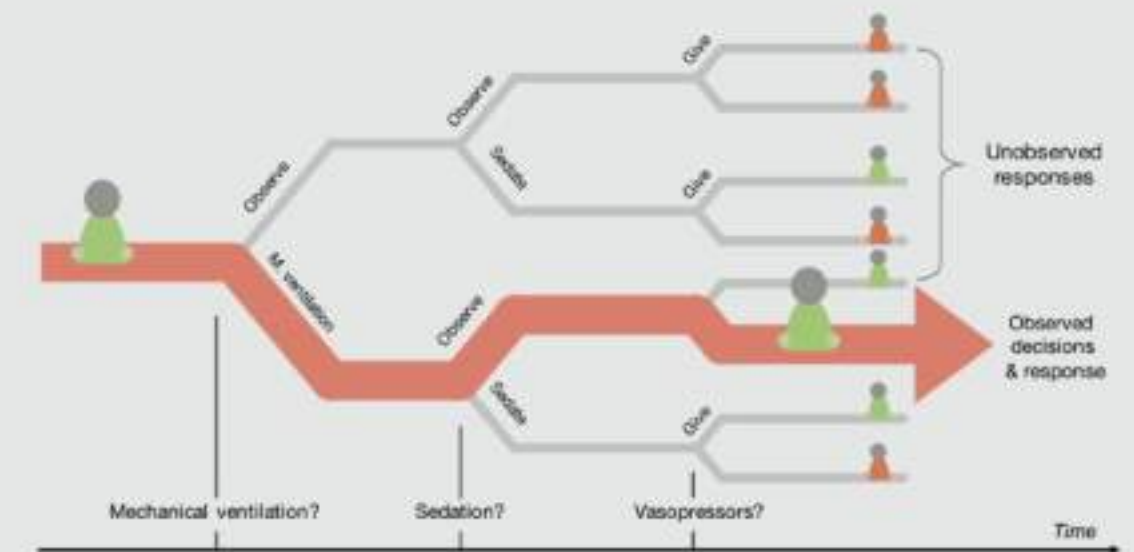 Give
Observe
Sedate
Observe
Give
Unobserved
responses
M. ventilation
Observe
Sedate
Give
Observed
decisions
& response
Mechanical ventilation?
Sedation?
Vasopressors?
Time